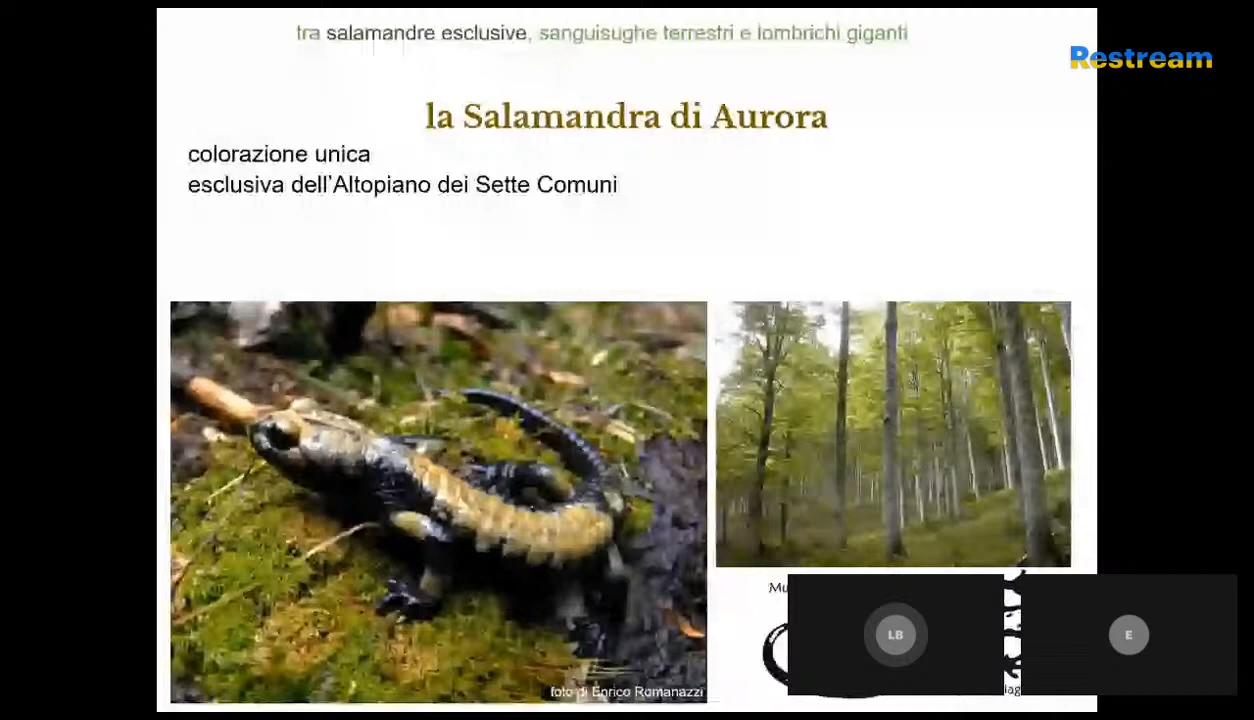 tra salamandre esclusive, sanguisughe terrestri e lombrichi giganti
Restream
la Salamandra di Aurora
colorazione unica
esclusiva dell'Altopiano dei Sette Comuni
foto di Enrico Romanazzi
LB
E